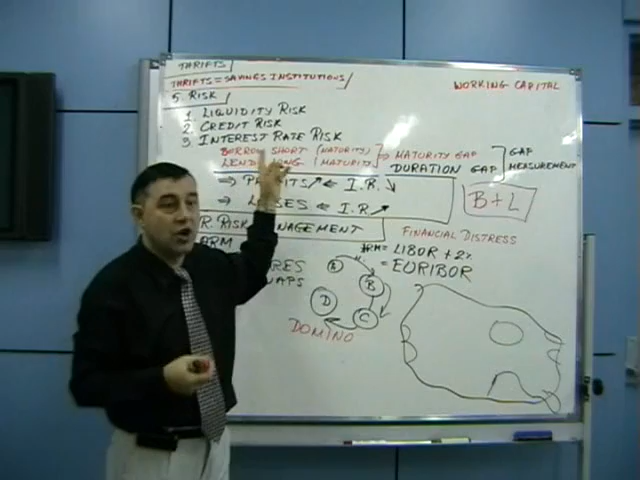 THRIFTS
THRIFTS = SAVINGS INSTITUTIONS
WORKING CAPITAL
5. RISK
1. LIQUIDITY RISK
2. CREDIT RISK
3. INTEREST RATE RISK
BORROW SHORT (MATURITY)
LEND LONG (MATURITY)
⇒ MATURITY GAP
DURATION GAP
GAP MEASUREMENT
⇒ PROFITS ↗ ⇐ I.R. ↘
⇒ LOSSES ⇐ I.R. ↗
B+L
R. RISK MANAGEMENT
FINANCIAL DISTRESS
ARM
ARM = LIBOR + 2%
= EURIBOR
A
B
C
D
DOMINO